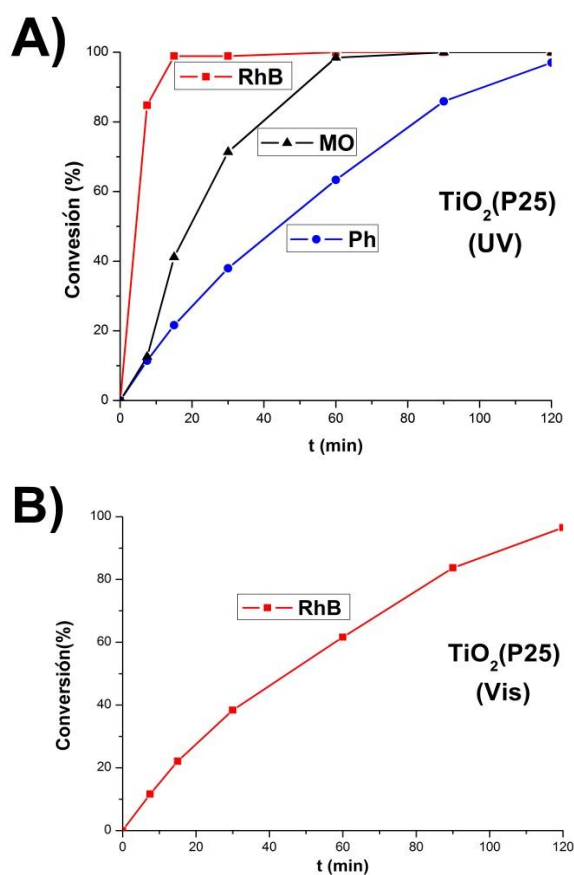 A)
100
80
60
40
20
0
Convesión (%)
RhB
MO
Ph
TiO₂(P25)
(UV)
0 20 40 60 80 100 120
t (min)
B)
100
80
60
40
20
0
Conversión(%)
RhB
TiO₂(P25)
(Vis)
0 20 40 60 80 100 120
t (min)